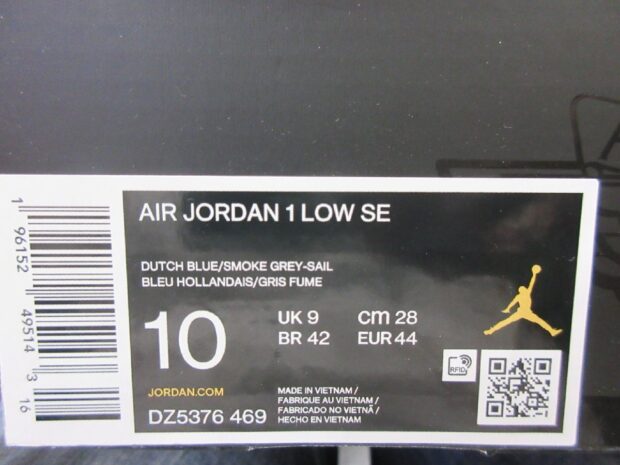 AIR JORDAN 1 LOW SE
DUTCH BLUE/SMOKE GREY-SAIL
BLEU HOLLANDAIS/GRIS FUME
10
UK 9
cm 28
BR 42
EUR 44
JORDAN.COM
DZ5376 469
MADE IN VIETNAM /
FABRIQUE AU VIETNAM /
FABRICADO NO VIETNÃ /
HECHO EN VIETNAM
RFID
1 96152 49514 3 16